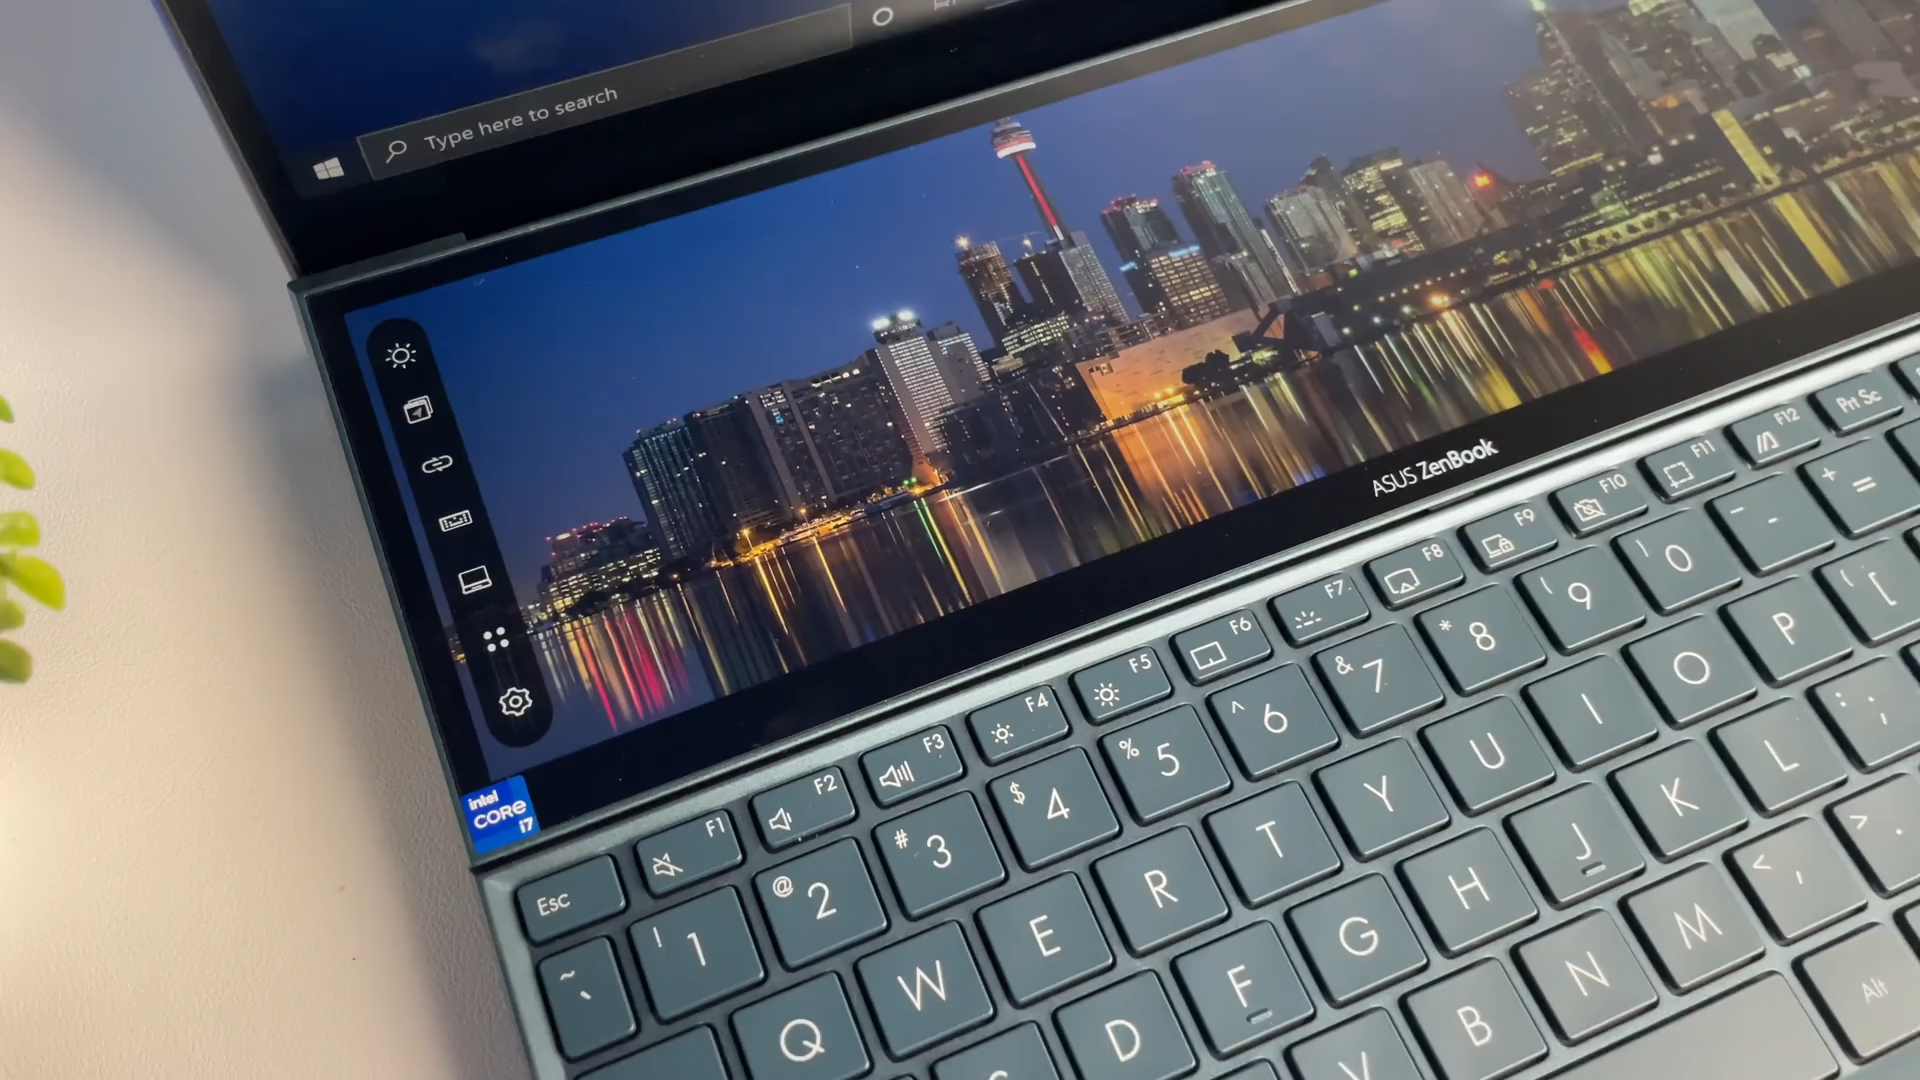 Type here to search
ASUS ZenBook
intel
CORE
i7
Esc F1 F2 F3 F4 F5 F6 F7 F8 F9 F10 F11 F12 Prt Sc
~ ` ! 1 @ 2 # 3 $ 4 % 5 ^ 6 & 7 * 8 ( 9 ) 0 - + =
Q W E R T Y U I O P [
D F G H J K L : ;
V B N M < , > .
Alt